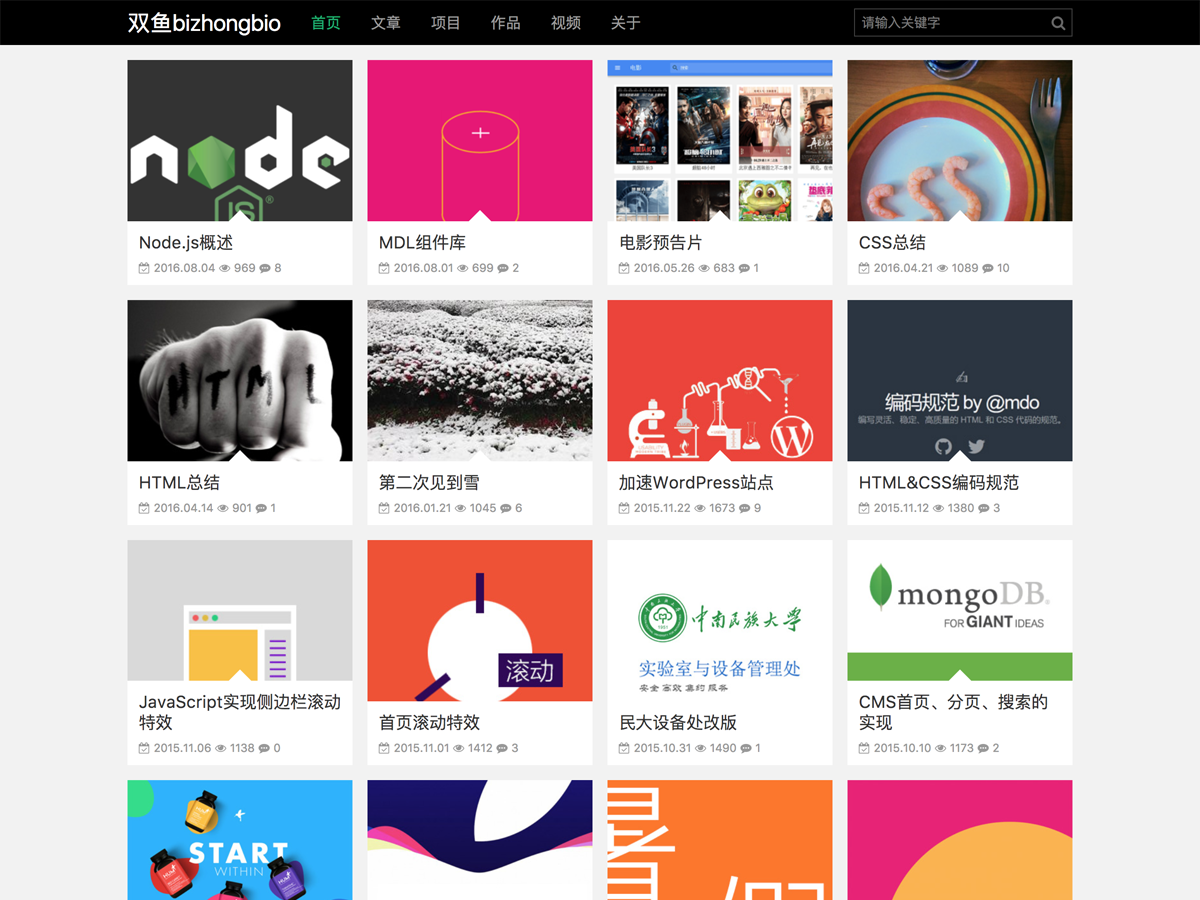 双鱼bizhongbio 首页 文章 项目 作品 视频 关于 请输入关键字
node
JS
®
电影
CSS
Node.js概述
2016.08.04 969 8
MDL组件库
2016.08.01 699 2
电影预告片
2016.05.26 683 1
CSS总结
2016.04.21 1089 10
HTML
编码规范 by @mdo
编写灵活、稳定、高质量的 HTML 和 CSS 代码的规范。
HTML总结
2016.04.14 901 1
第二次见到雪
2016.01.21 1045 6
加速WordPress站点
2015.11.22 1673 9
HTML&CSS编码规范
2015.11.12 1380 3
滚动
中南民族大学
实验室与设备管理处
安全 高效 集约 服务
mongoDB
FOR GIANT IDEAS
JavaScript实现侧边栏滚动
特效
2015.11.06 1138 0
首页滚动特效
2015.11.01 1412 3
民大设备处改版
2015.10.31 1490 1
CMS首页、分页、搜索的
实现
2015.10.10 1173 2
START
WITHIN